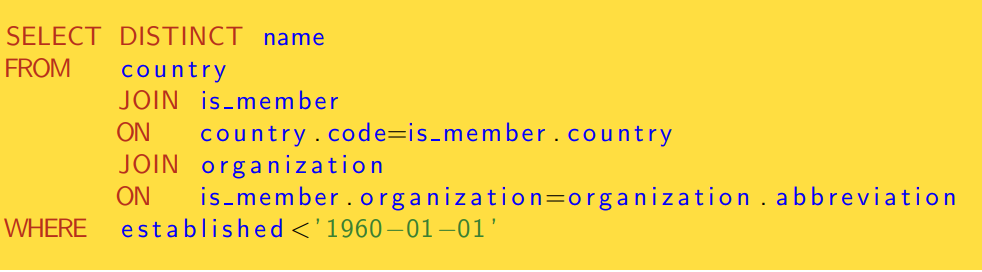 SELECT DISTINCT name
FROM country
JOIN is_member
ON country.code=is_member.country
JOIN organization
ON is_member.organization=organization.abbreviation
WHERE established<'1960-01-01'